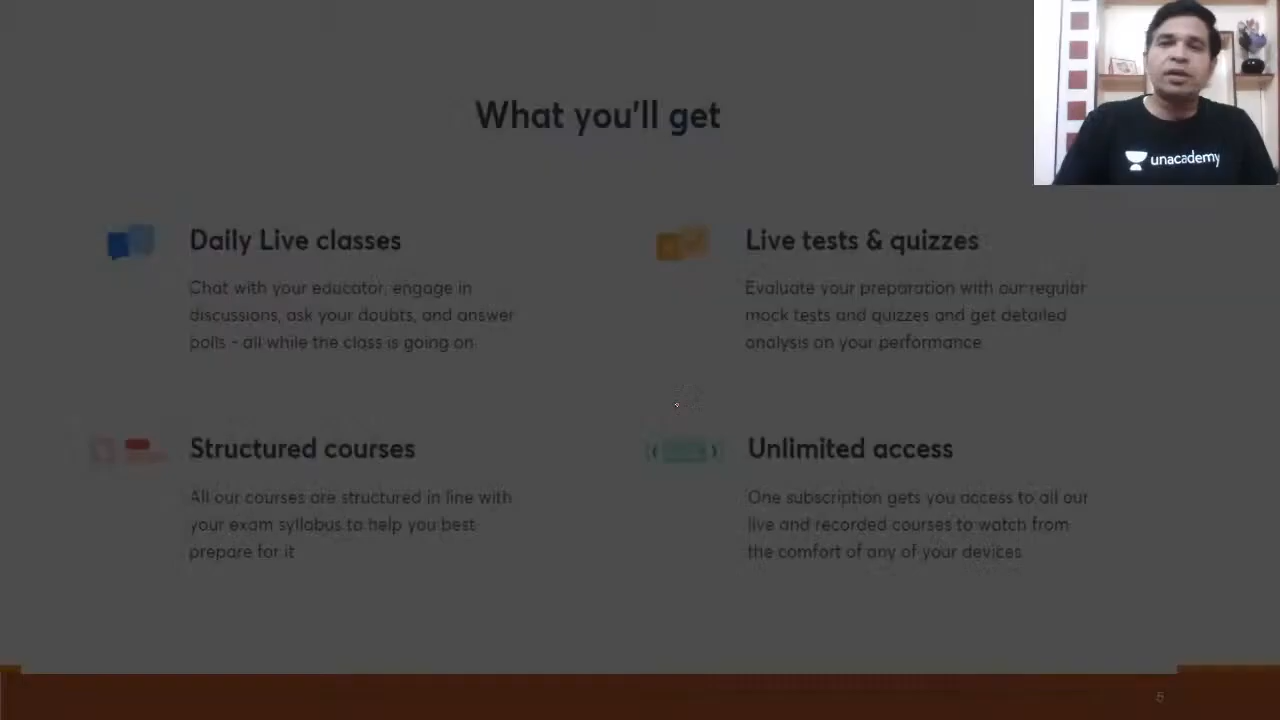 What you'll get
unacademy
Daily Live classes
Chat with your educator, engage in
discussions, ask your doubts, and answer
polls - all while the class is going on
Live tests & quizzes
Evaluate your preparation with our regular
mock tests and quizzes and get detailed
analysis on your performance
Structured courses
All our courses are structured in line with
your exam syllabus to help you best
prepare for it
Unlimited access
One subscription gets you access to all our
live and recorded courses to watch from
the comfort of any of your devices
5